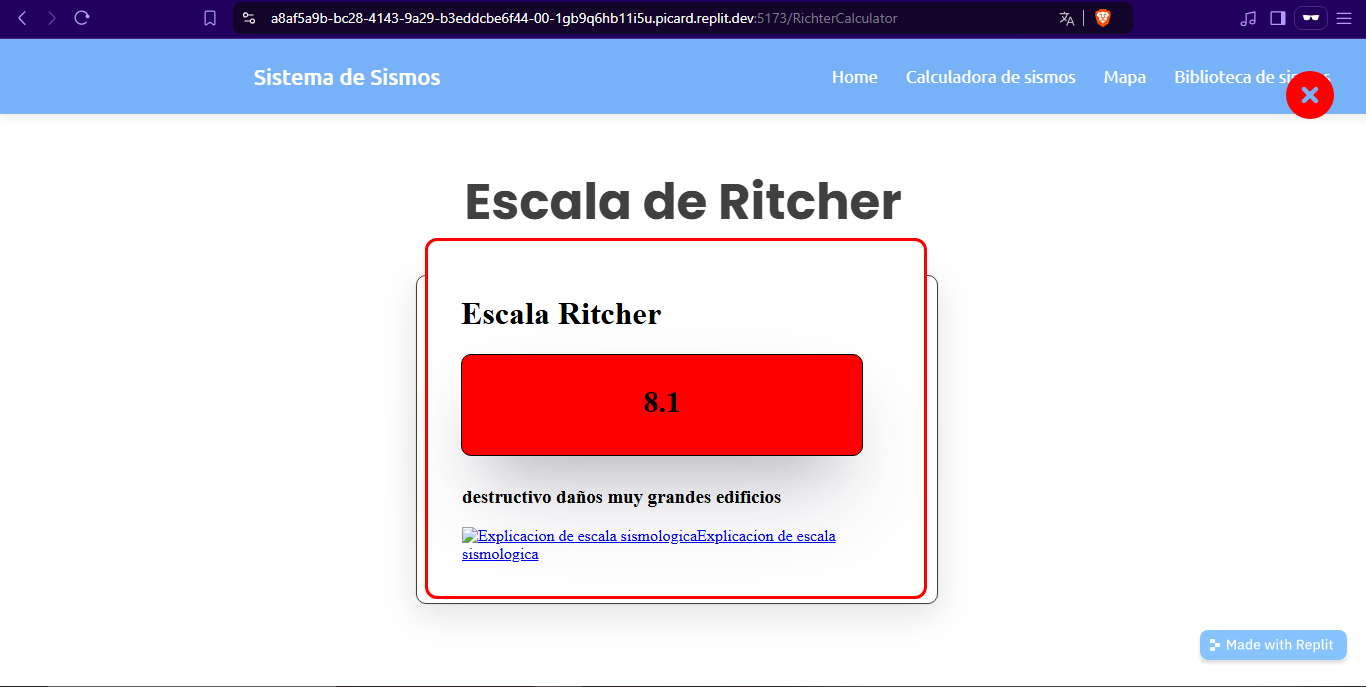 a8af5a9b-bc28-4143-9a29-b3eddcbe6f44-00-1gb9q6hb11i5u.picard.replit.dev:5173/RichterCalculator
Sistema de Sismos
Home Calculadora de sismos Mapa Biblioteca de
Escala de Ritcher
Escala Ritcher
8.1
destructivo daños muy grandes edificios
Explicacion de escala sismologicaExplicacion de escala
sismologica
Made with Replit